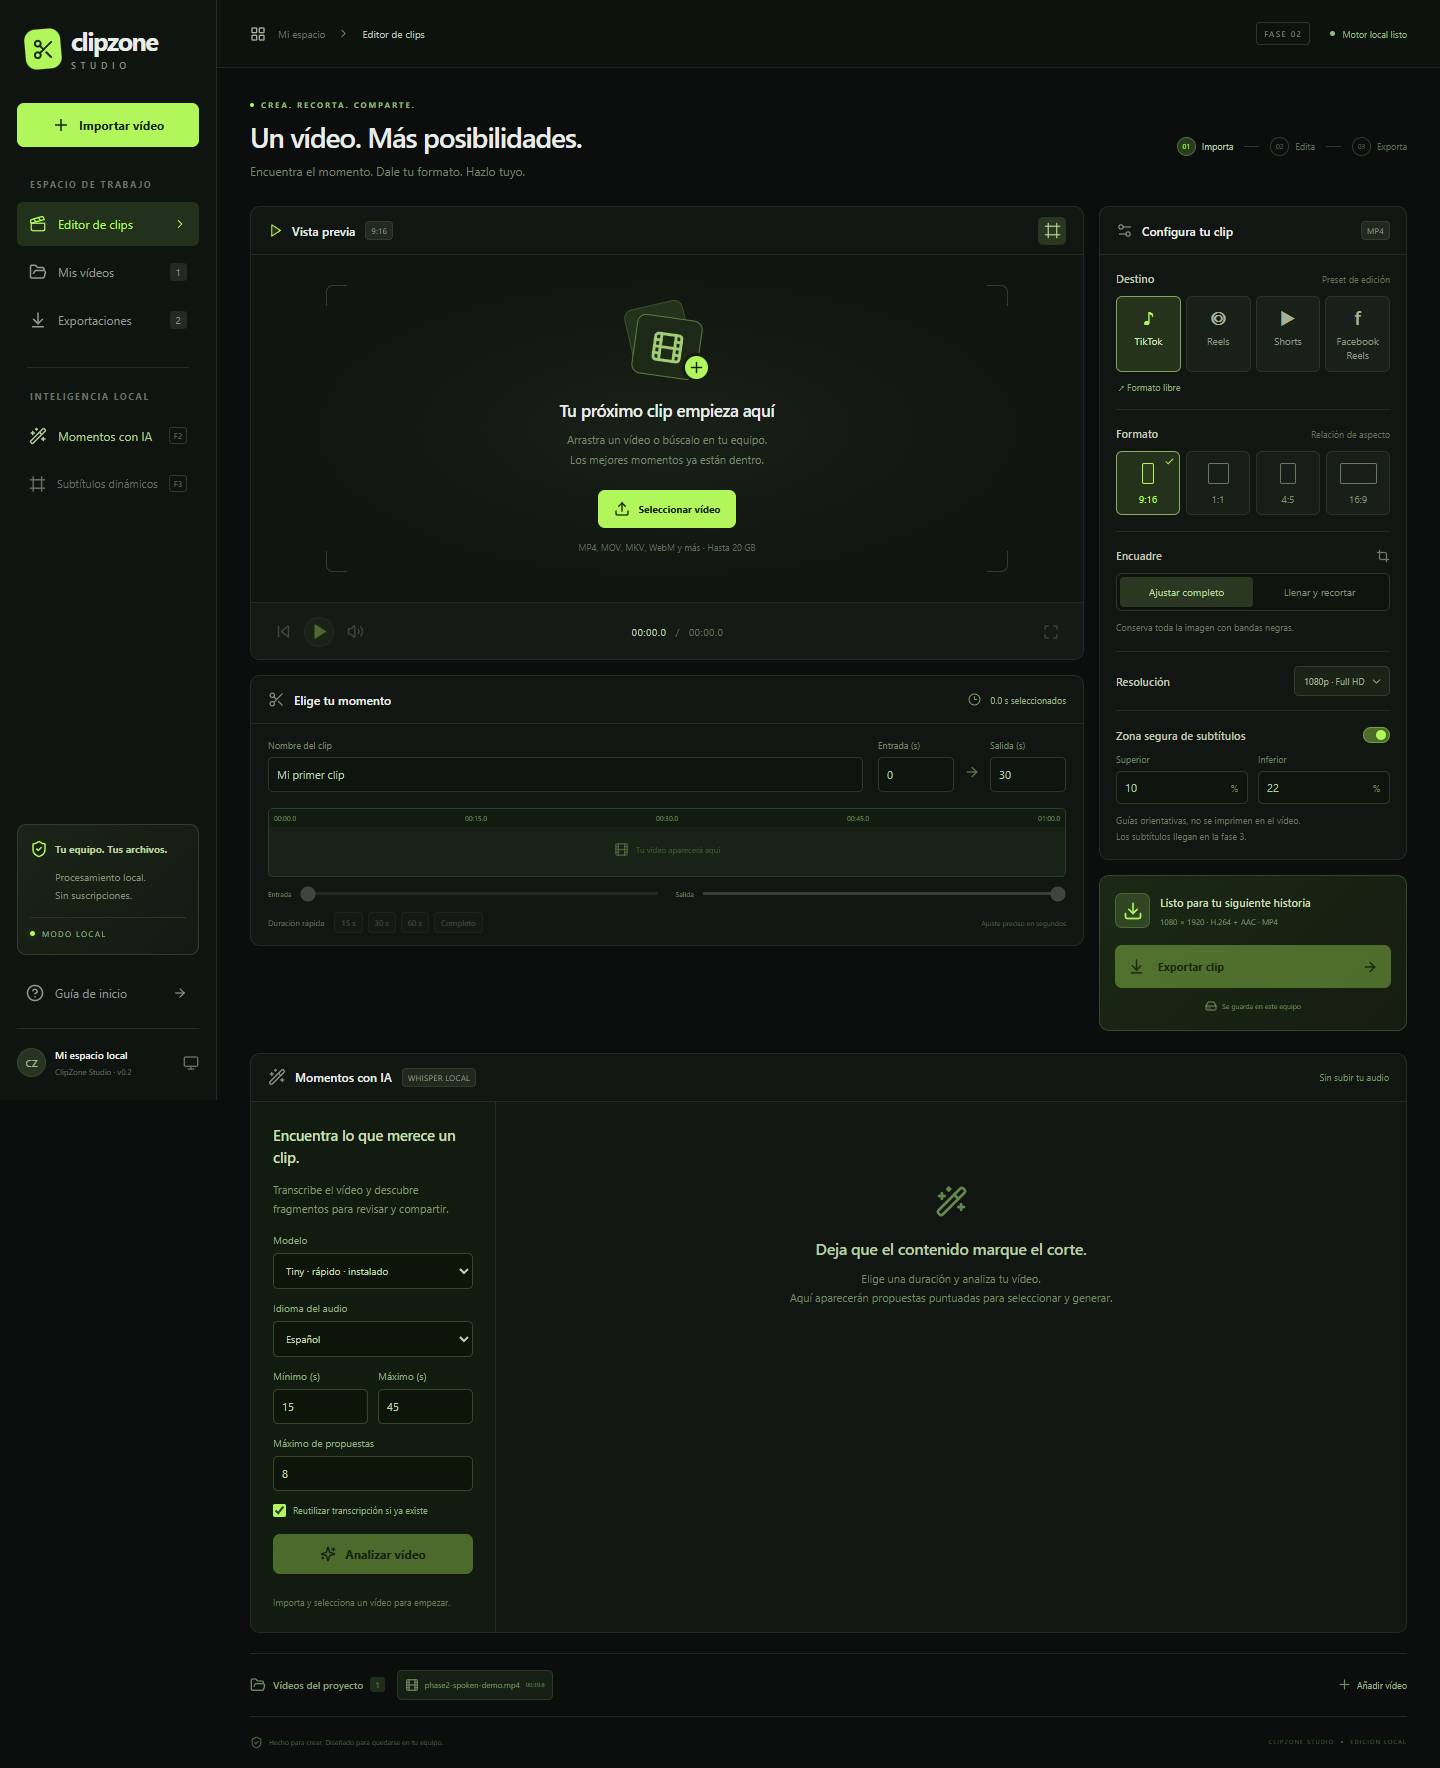 clipzone
STUDIO
Importar vídeo
ESPACIO DE TRABAJO
Editor de clips
Mis vídeos
1
Exportaciones
2
INTELIGENCIA LOCAL
Momentos con IA
F2
Subtítulos dinámicos
F3
Tu equipo. Tus archivos.
Procesamiento local.
Sin suscripciones.
MODO LOCAL
Guía de inicio
CZ
Mi espacio local
ClipZone Studio · v0.2
Mi espacio
Editor de clips
FASE 02
Motor local listo
CREA. RECORTA. COMPARTE.
Un vídeo. Más posibilidades.
Encuentra el momento. Dale tu formato. Hazlo tuyo.
01 Importa
02 Edita
03 Exporta
Vista previa
9:16
Tu próximo clip empieza aquí
Arrastra un vídeo o búscalo en tu equipo.
Los mejores momentos ya están dentro.
Seleccionar vídeo
MP4, MOV, MKV, WebM y más · Hasta 20 GB
00:00.0 / 00:00.0
Elige tu momento
0.0 s seleccionados
Nombre del clip
Entrada (s)
Salida (s)
Mi primer clip
0
30
00:00.0
00:15.0
00:30.0
00:45.0
01:00.0
Tu vídeo aparecerá aquí
Entrada
Salida
Duración rápida
15 s
30 s
60 s
Completo
Ajuste preciso en segundos
Configura tu clip
MP4
Destino
Preset de edición
TikTok
Reels
Shorts
Facebook
Reels
Formato libre
Formato
Relación de aspecto
9:16
1:1
4:5
16:9
Encuadre
Ajustar completo
Llenar y recortar
Conserva toda la imagen con bandas negras.
Resolución
1080p · Full HD
Zona segura de subtítulos
Superior
Inferior
10 %
22 %
Guías orientativas, no se imprimen en el vídeo.
Los subtítulos llegan en la fase 3.
Listo para tu siguiente historia
1080 × 1920 · H.264 + AAC · MP4
Exportar clip
Se guarda en este equipo
Momentos con IA
WHISPER LOCAL
Sin subir tu audio
Encuentra lo que merece un
clip.
Transcribe el vídeo y descubre
fragmentos para revisar y compartir.
Modelo
Tiny · rápido · instalado
Idioma del audio
Español
Mínimo (s)
Máximo (s)
15
45
Máximo de propuestas
8
Reutilizar transcripción si ya existe
Analizar vídeo
Importa y selecciona un vídeo para empezar.
Deja que el contenido marque el corte.
Elige una duración y analiza tu vídeo.
Aquí aparecerán propuestas puntuadas para seleccionar y generar.
Vídeos del proyecto
1
phase2-spoken-demo.mp4
00:39.8
Añadir vídeo
Hecho para crear. Diseñado para quedarse en tu equipo.
CLIPZONE STUDIO • EDICIÓN LOCAL